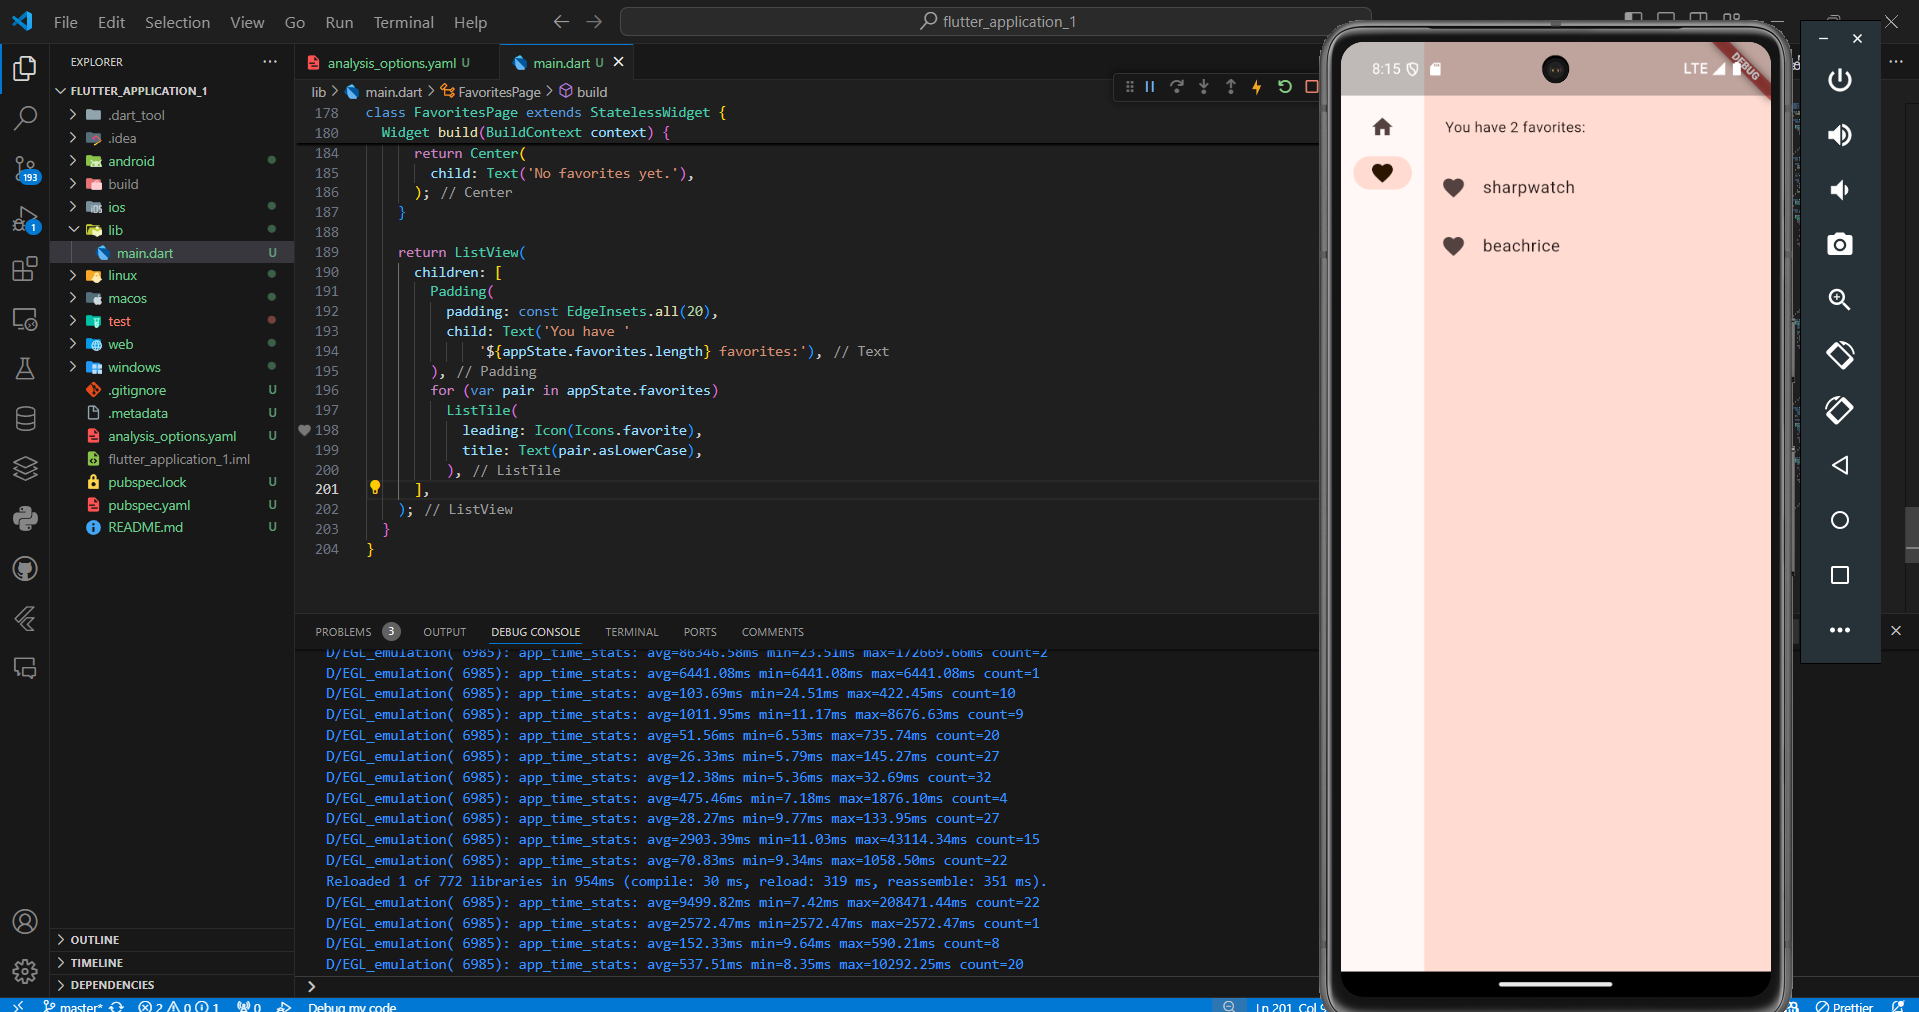 File Edit Selection View Go Run Terminal Help
flutter_application_1
EXPLORER
FLUTTER_APPLICATION_1
.dart_tool
.idea
android
build
ios
lib
main.dart U
linux
macos
test
web
windows
.gitignore U
.metadata U
analysis_options.yaml U
flutter_application_1.iml
pubspec.lock U
pubspec.yaml U
README.md U
OUTLINE
TIMELINE
DEPENDENCIES
193
1
analysis_options.yaml U
main.dart U
lib > main.dart > FavoritesPage > build
178 class FavoritesPage extends StatelessWidget {
180 Widget build(BuildContext context) {
184 return Center(
185 child: Text('No favorites yet.'),
186 ); // Center
187 }
188
189 return ListView(
190 children: [
191 Padding(
192 padding: const EdgeInsets.all(20),
193 child: Text('You have '
194 '${appState.favorites.length} favorites:'), // Text
195 ), // Padding
196 for (var pair in appState.favorites)
197 ListTile(
198 leading: Icon(Icons.favorite),
199 title: Text(pair.asLowerCase),
200 ), // ListTile
201 ],
202 ); // ListView
203 }
204 }
PROBLEMS 3 OUTPUT DEBUG CONSOLE TERMINAL PORTS COMMENTS
D/EGL_emulation( 6985): app_time_stats: avg=86346.58ms min=23.51ms max=172669.66ms count=2
D/EGL_emulation( 6985): app_time_stats: avg=6441.08ms min=6441.08ms max=6441.08ms count=1
D/EGL_emulation( 6985): app_time_stats: avg=103.69ms min=24.51ms max=422.45ms count=10
D/EGL_emulation( 6985): app_time_stats: avg=1011.95ms min=11.17ms max=8676.63ms count=9
D/EGL_emulation( 6985): app_time_stats: avg=51.56ms min=6.53ms max=735.74ms count=20
D/EGL_emulation( 6985): app_time_stats: avg=26.33ms min=5.79ms max=145.27ms count=27
D/EGL_emulation( 6985): app_time_stats: avg=12.38ms min=5.36ms max=32.69ms count=32
D/EGL_emulation( 6985): app_time_stats: avg=475.46ms min=7.18ms max=1876.10ms count=4
D/EGL_emulation( 6985): app_time_stats: avg=28.27ms min=9.77ms max=133.95ms count=27
D/EGL_emulation( 6985): app_time_stats: avg=2903.39ms min=11.03ms max=43114.34ms count=15
D/EGL_emulation( 6985): app_time_stats: avg=70.83ms min=9.34ms max=1058.50ms count=22
Reloaded 1 of 772 libraries in 954ms (compile: 30 ms, reload: 319 ms, reassemble: 351 ms).
D/EGL_emulation( 6985): app_time_stats: avg=9499.82ms min=7.42ms max=208471.44ms count=22
D/EGL_emulation( 6985): app_time_stats: avg=2572.47ms min=2572.47ms max=2572.47ms count=1
D/EGL_emulation( 6985): app_time_stats: avg=152.33ms min=9.64ms max=590.21ms count=8
D/EGL_emulation( 6985): app_time_stats: avg=537.51ms min=8.35ms max=10292.25ms count=20
8:15 LTE
DEBUG
You have 2 favorites:
sharpwatch
beachrice
master* 2 0 1 0 Debug my code Ln 201, Prettier